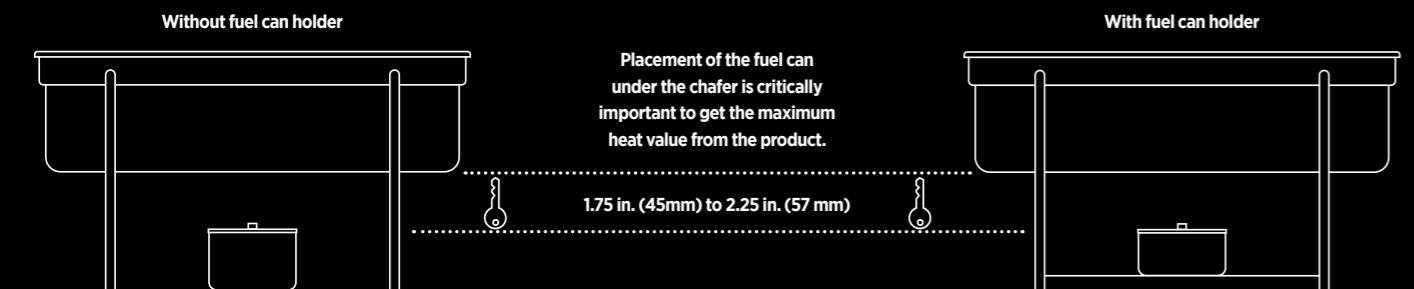 Without fuel can holder
With fuel can holder
Placement of the fuel can
under the chafer is critically
important to get the maximum
heat value from the product.
1.75 in. (45mm) to 2.25 in. (57 mm)